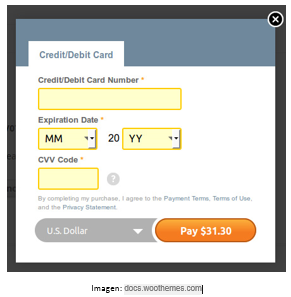 Credit/Debit Card
Credit/Debit Card Number *
Expiration Date *
MM 20 YY
CVV Code *
?
By completing my purchase, I agree to the Payment Terms, Terms of Use,
and the Privacy Statement.
U.S. Dollar Pay $31.30
Imagen: docs.woothemes.com